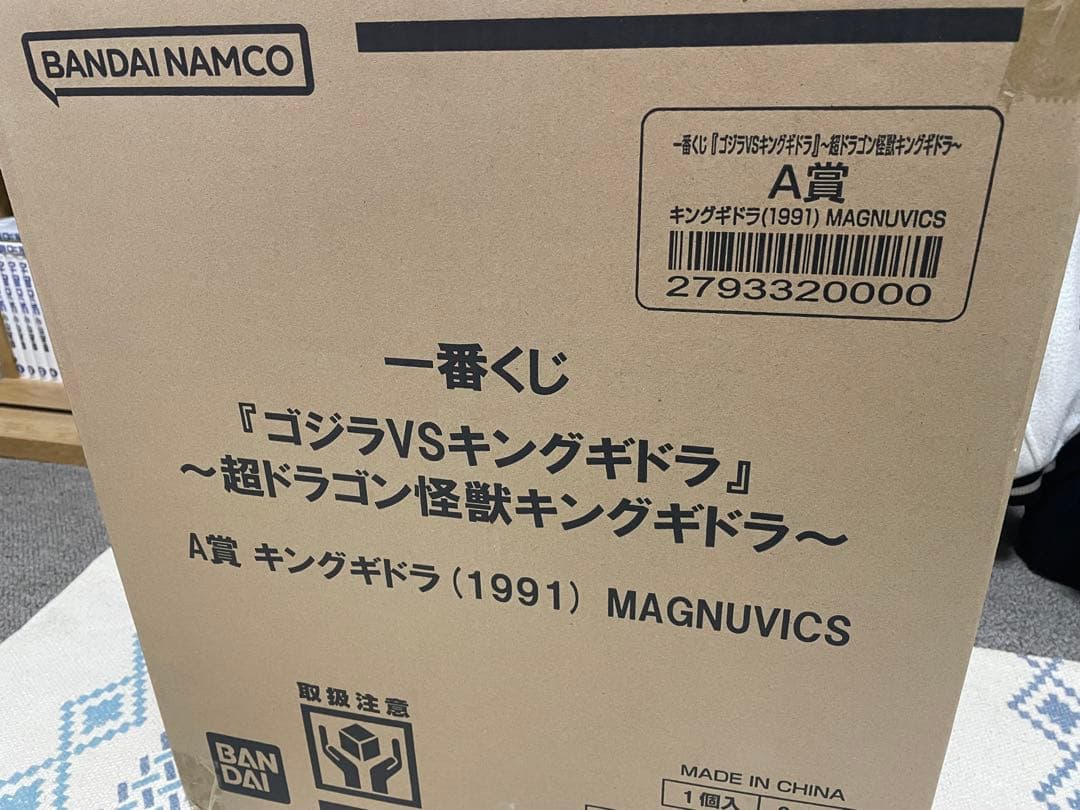 BANDAI NAMCO
一番くじ『ゴジラVSキングギドラ』～超ドラゴン怪獣キングギドラ～
A賞
キングギドラ(1991) MAGNUVICS
2793320000
一番くじ
『ゴジラVSキングギドラ』
～超ドラゴン怪獣キングギドラ～
A賞 キングギドラ(1991) MAGNUVICS
取扱注意
BAN
DAI
MADE IN CHINA
1個入